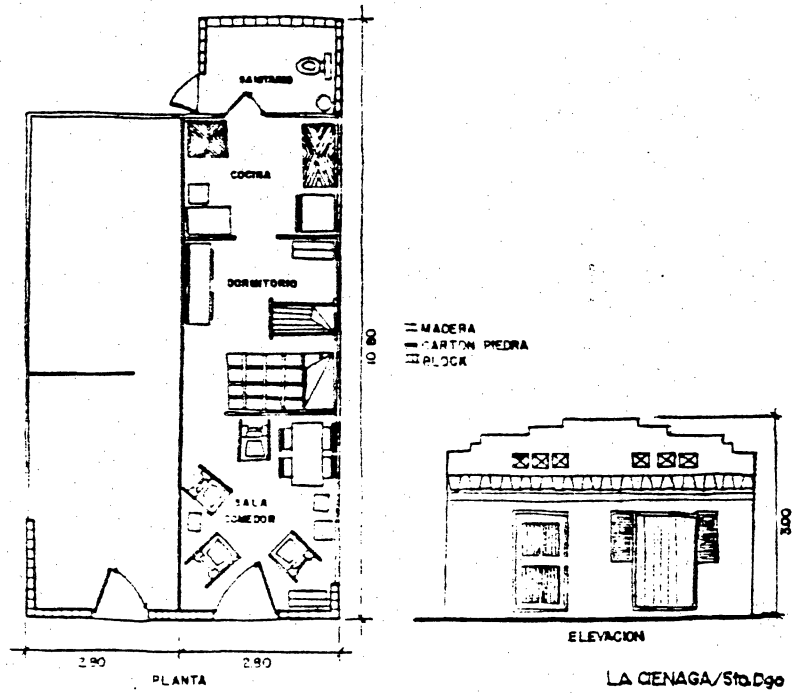 SANITARIO
COCINA
DORMITORIO
SALA
COMEDOR
10.80
2.80
2.80
PLANTA
MADERA
CARTON PIEDRA
BLOCK
3.00
ELEVACION
LA CIENAGA/Sto.Dgo